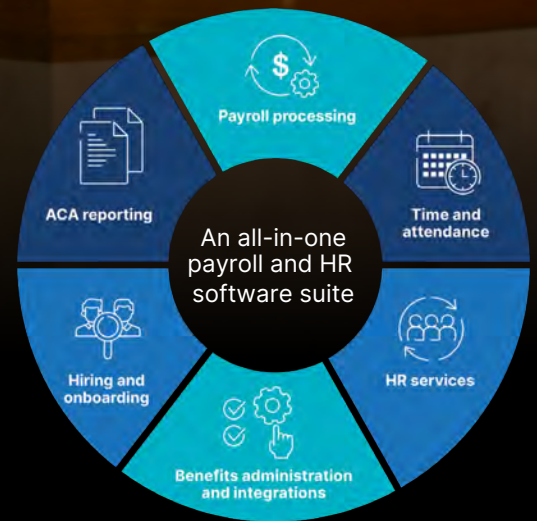 $
Payroll processing
Time and
attendance
HR services
Benefits administration
and integrations
Hiring and
onboarding
ACA reporting
An all-in-one
payroll and HR
software suite